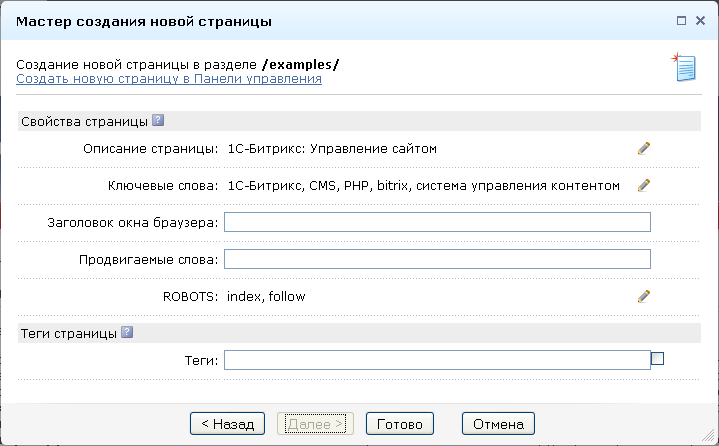 Мастер создания новой страницы
Создание новой страницы в разделе /examples/
Создать новую страницу в Панели управления
Свойства страницы ?
Описание страницы: 1С-Битрикс: Управление сайтом
Ключевые слова: 1С-Битрикс, CMS, PHP, bitrix, система управления контентом
Заголовок окна браузера:
Продвигаемые слова:
ROBOTS: index, follow
Теги страницы ?
Теги:
< Назад Далее > Готово Отмена